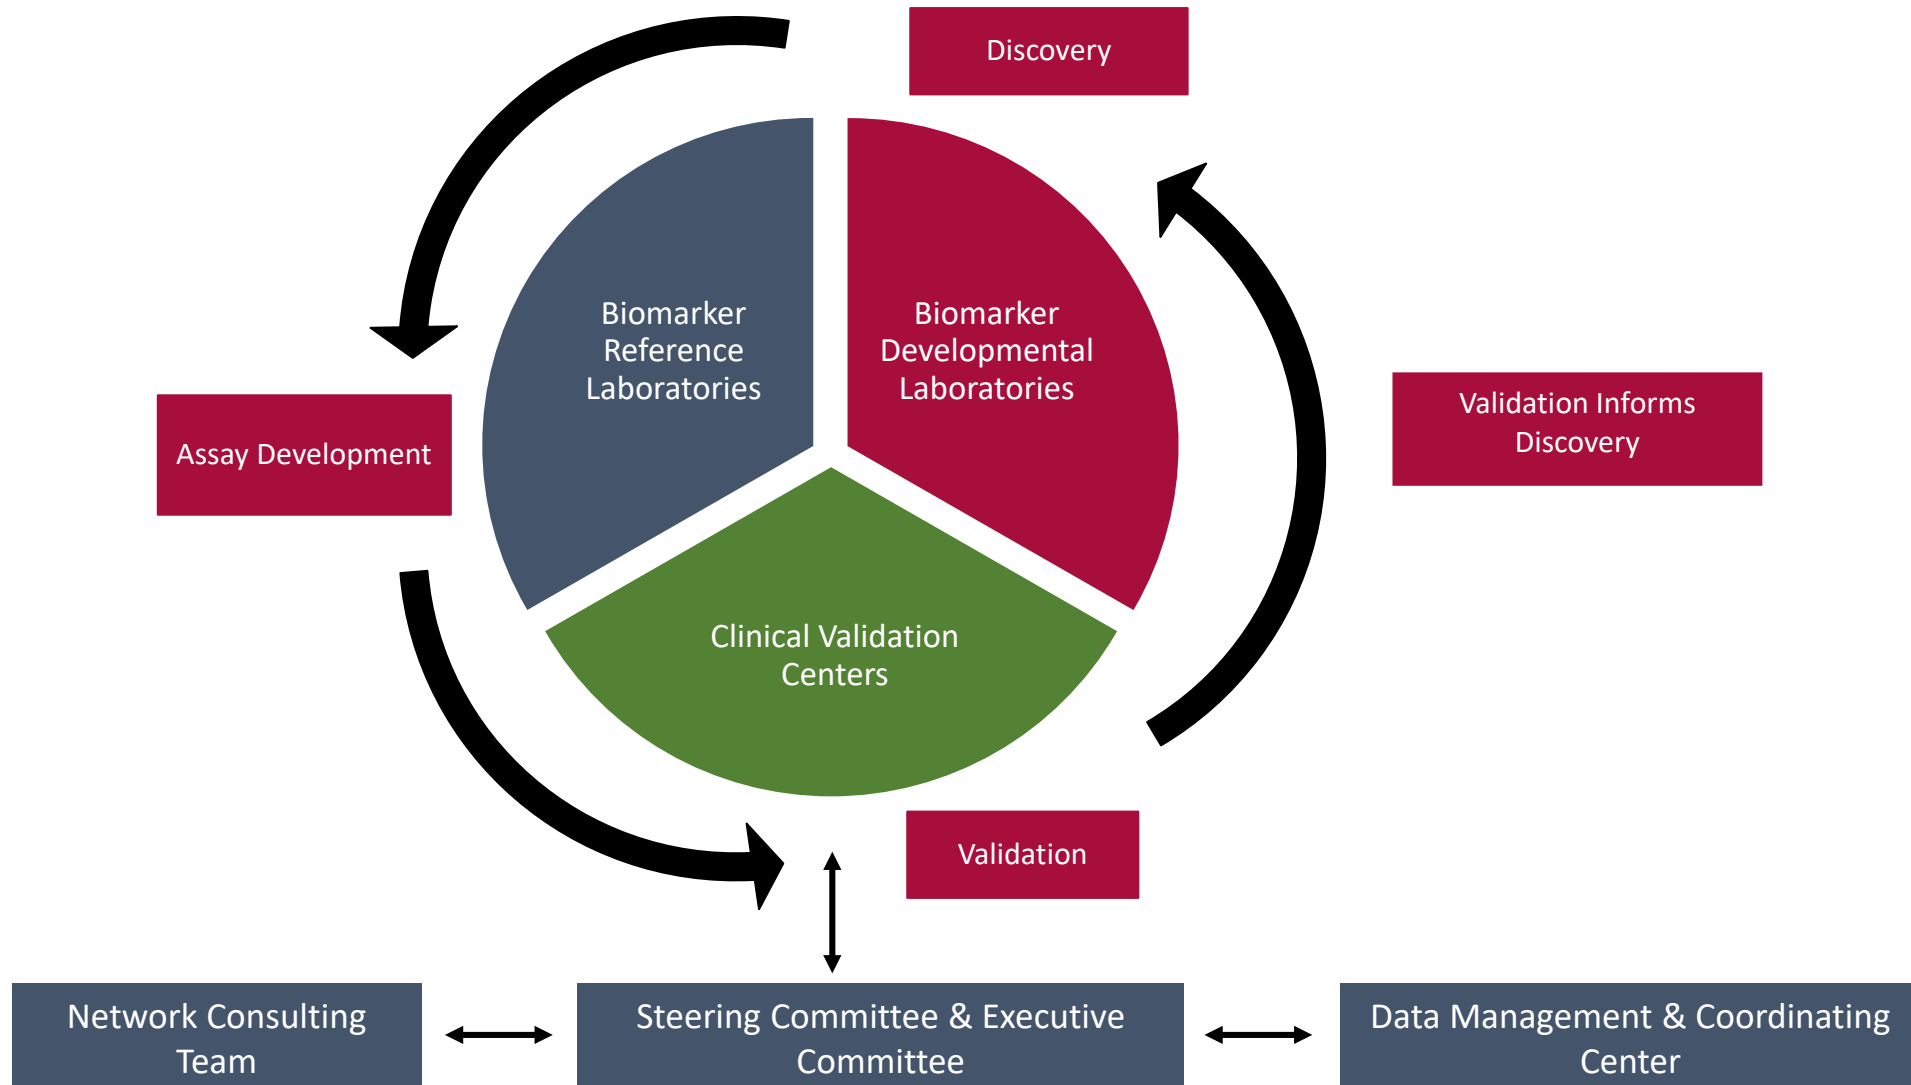 Discovery
Biomarker
Reference
Laboratories
Biomarker
Developmental
Laboratories
Assay Development
Validation Informs
Discovery
Clinical Validation
Centers
Validation
Network Consulting
Team
Steering Committee & Executive
Committee
Data Management & Coordinating
Center